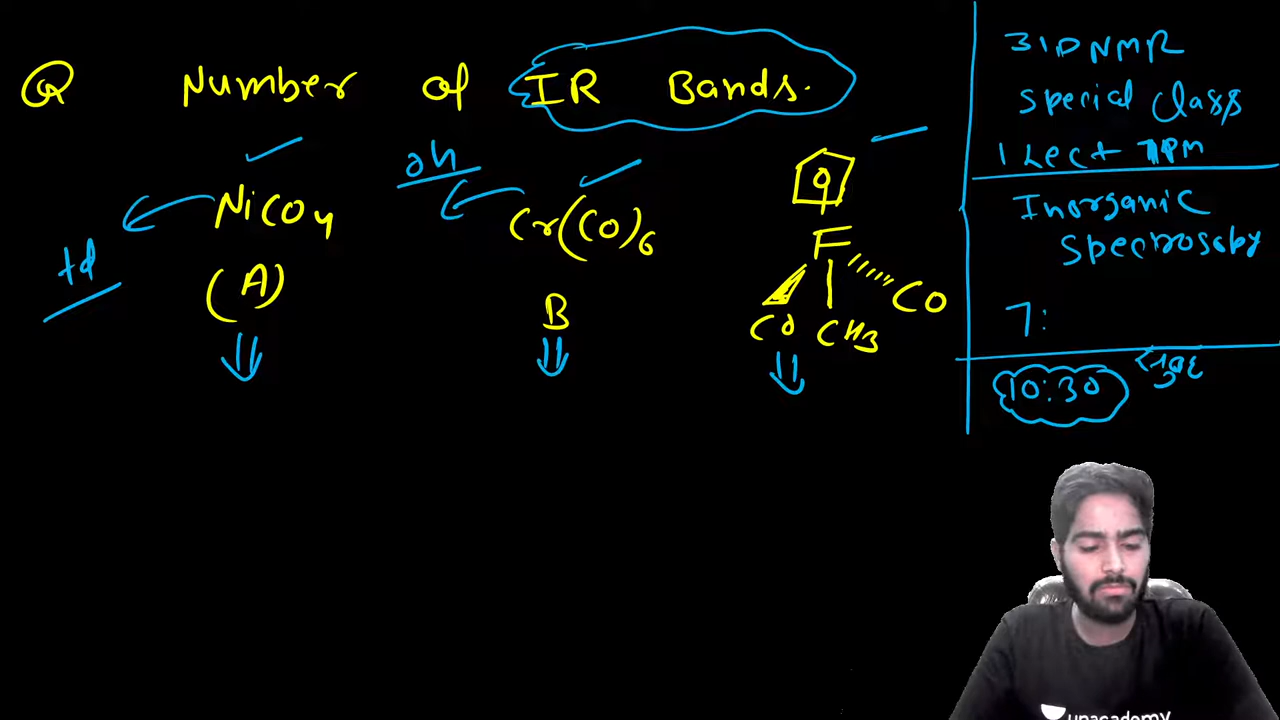 Q Number of IR Bands.
NiCO4
(A)
td
oh
Cr(CO)6
B
F
CO CH3 CO
31P NMR
special class
1 Lect 7PM
Inorganic
Spectroscopy
7:
10:30
unacademy